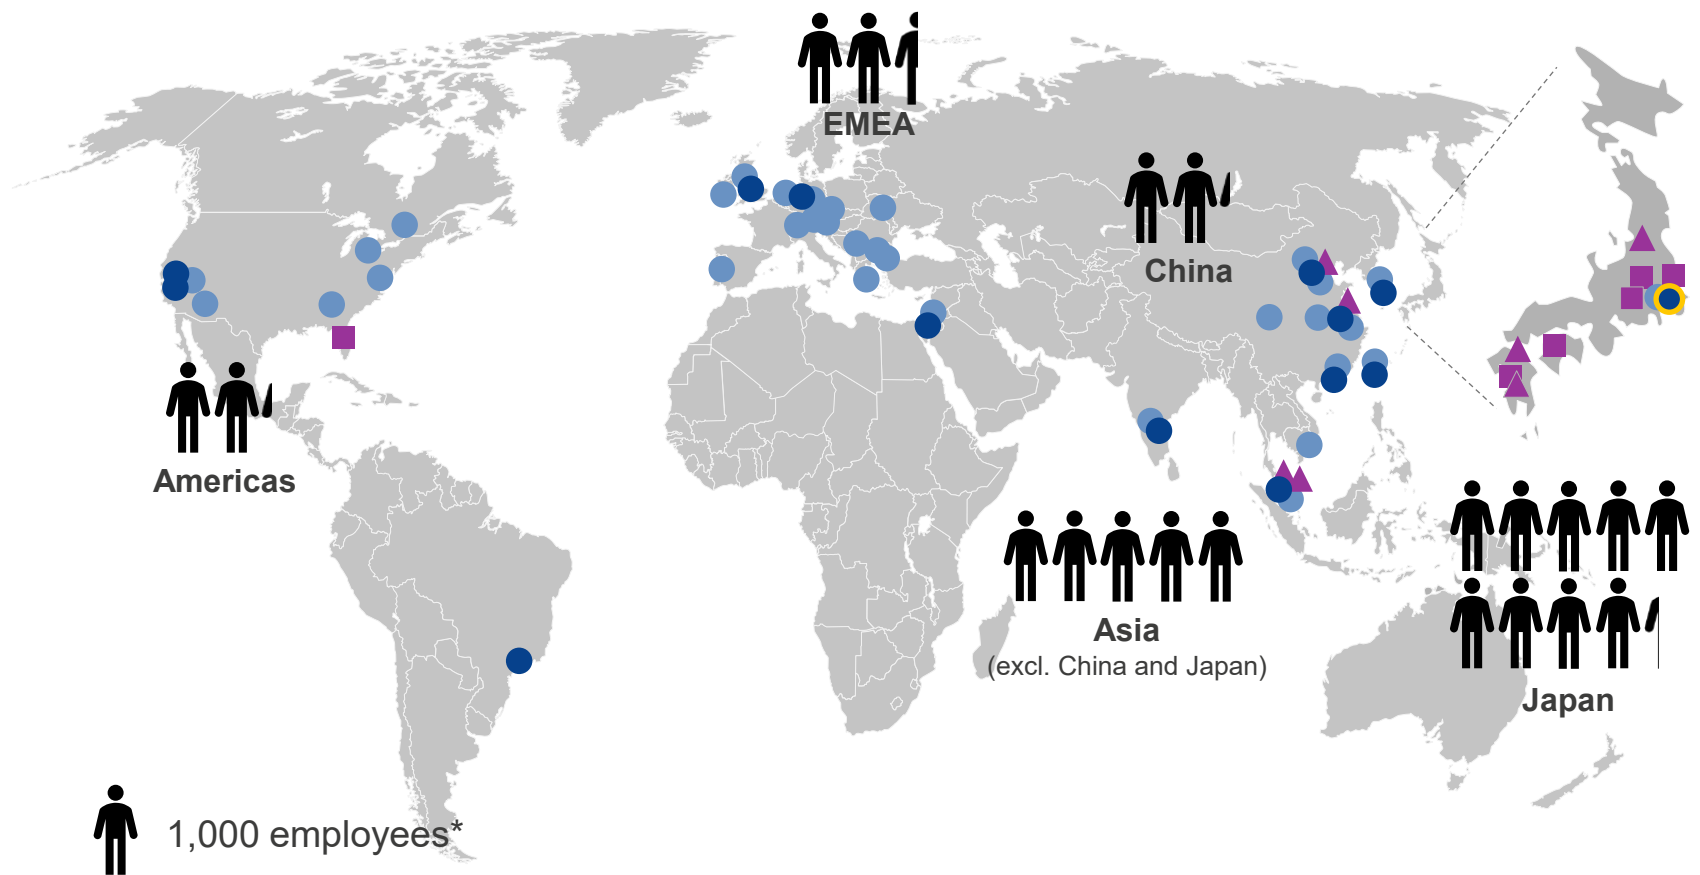 EMEA
China
Americas
Asia
(excl. China and Japan)
Japan
1,000 employees*